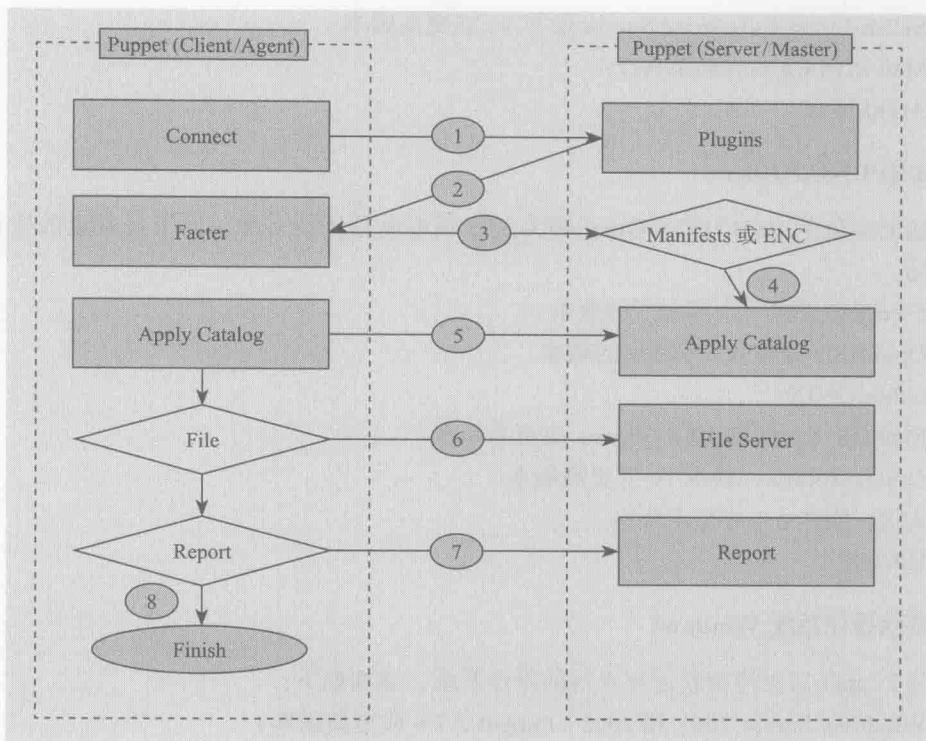 Puppet (Client/Agent)
Puppet (Server/Master)
Connect
1
Plugins
2
Facter
3
Manifests 或 ENC
4
Apply Catalog
5
Apply Catalog
File
6
File Server
Report
7
Report
8
Finish